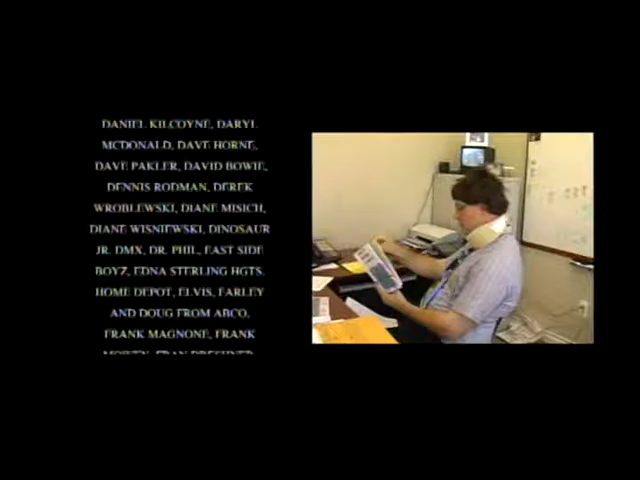 DANIEL KILCOYNE, DARYL
MCDONALD, DAVE HORNE,
DAVE PAKLER, DAVID BOWIE,
DENNIS RODMAN, DEREK
WROBLEWSKI, DIANE MISICH,
DIANE WISNIEWSKI, DINOSAUR
JR. DMX, DR. PHIL, EAST SIDE
BOYZ, EDNA STERLING HGTS.
HOME DEPOT, ELVIS, FARLEY
AND DOUG FROM ABCO,
FRANK MAGNONE, FRANK